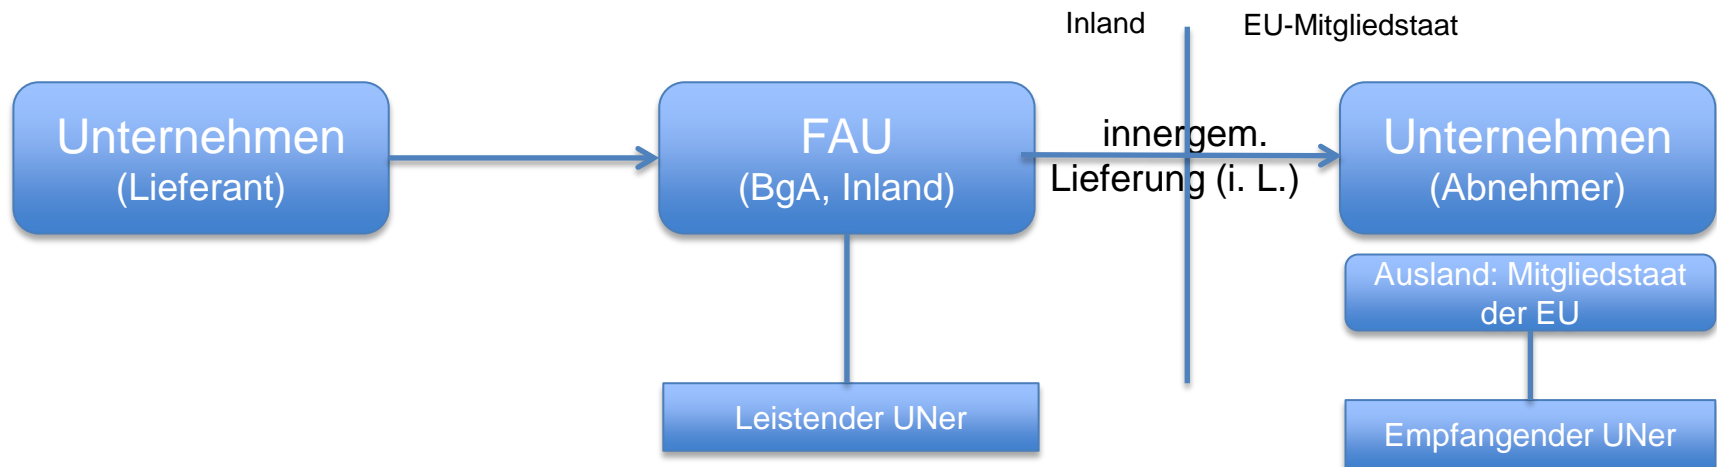 Inland
EU-Mitgliedstaat
Unternehmen
(Lieferant)
FAU
(BgA, Inland)
innergem.
Lieferung (i. L.)
Unternehmen
(Abnehmer)
Ausland: Mitgliedstaat
der EU
Leistender UNer
Empfangender UNer